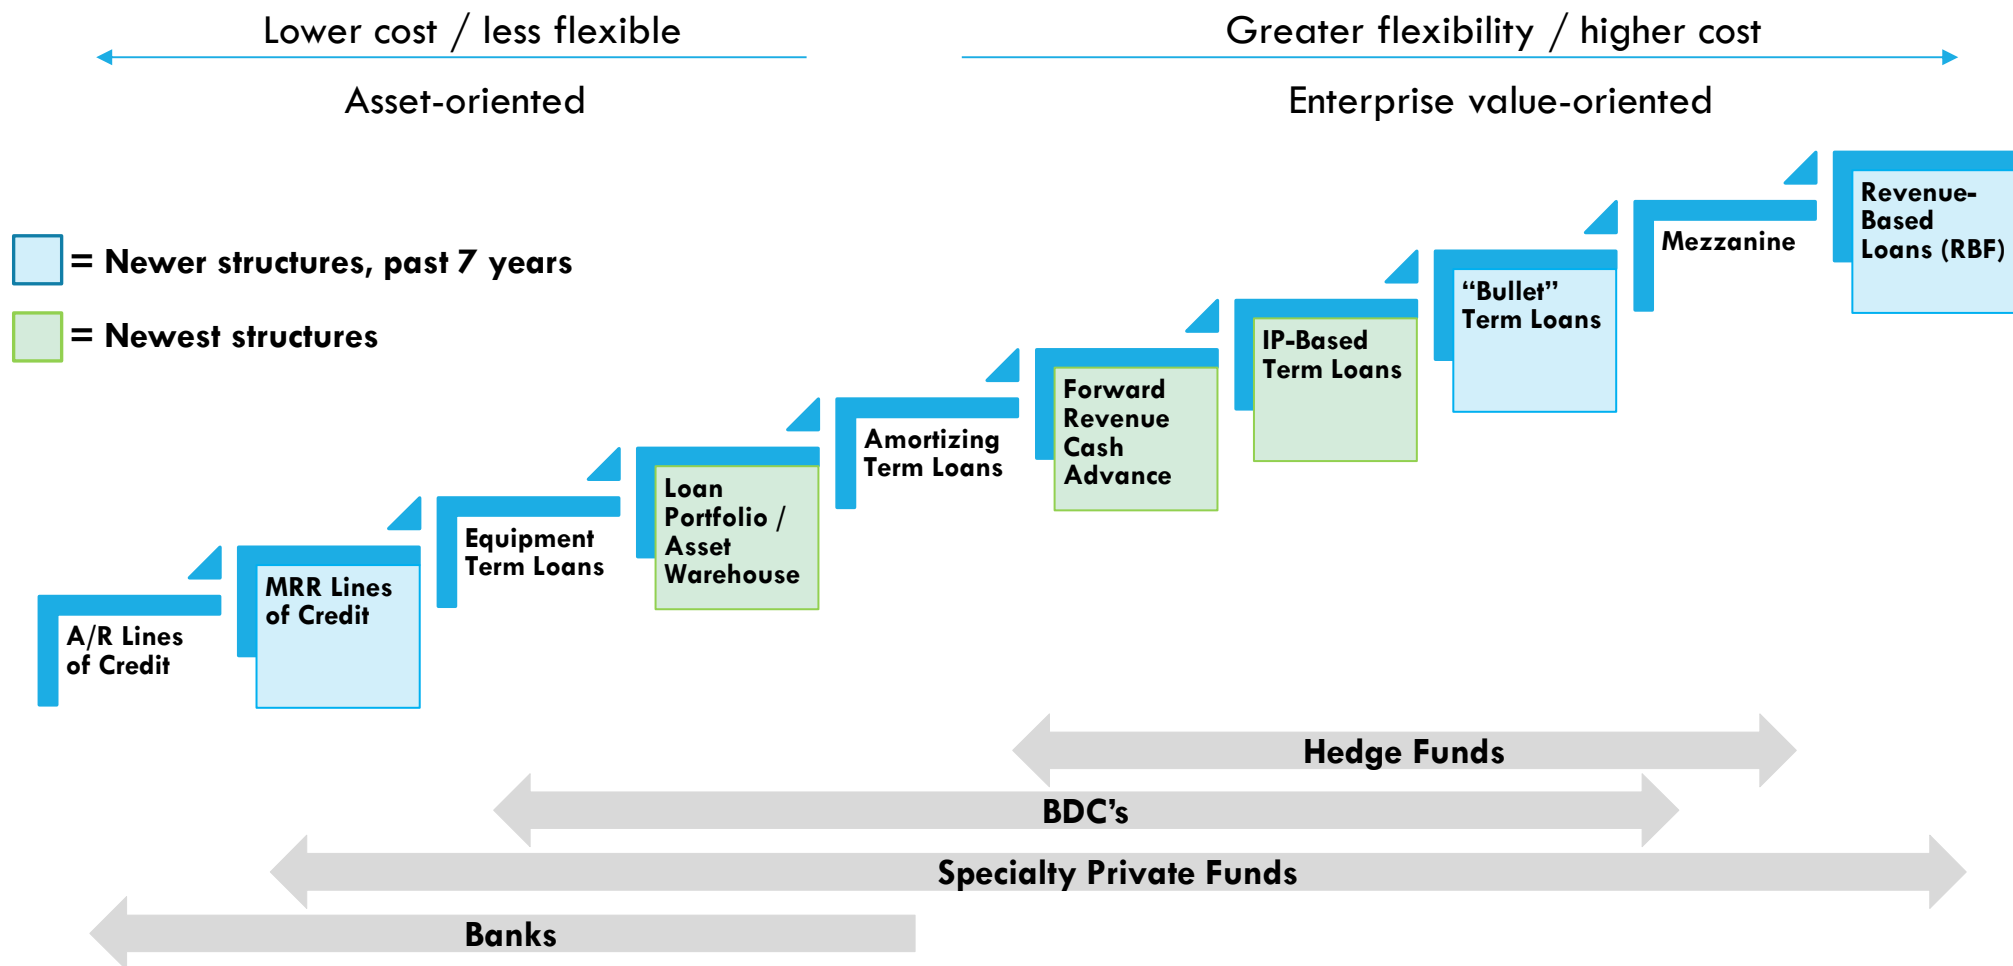 Lower cost / less flexible
Greater flexibility / higher cost
Asset-oriented
Enterprise value-oriented
= Newer structures, past 7 years
= Newest structures
A/R Lines
of Credit
MRR Lines
of Credit
Equipment
Term Loans
Loan
Portfolio /
Asset
Warehouse
Amortizing
Term Loans
Forward
Revenue
Cash
Advance
IP-Based
Term Loans
“Bullet”
Term Loans
Mezzanine
Revenue-
Based
Loans (RBF)
Hedge Funds
BDC’s
Specialty Private Funds
Banks